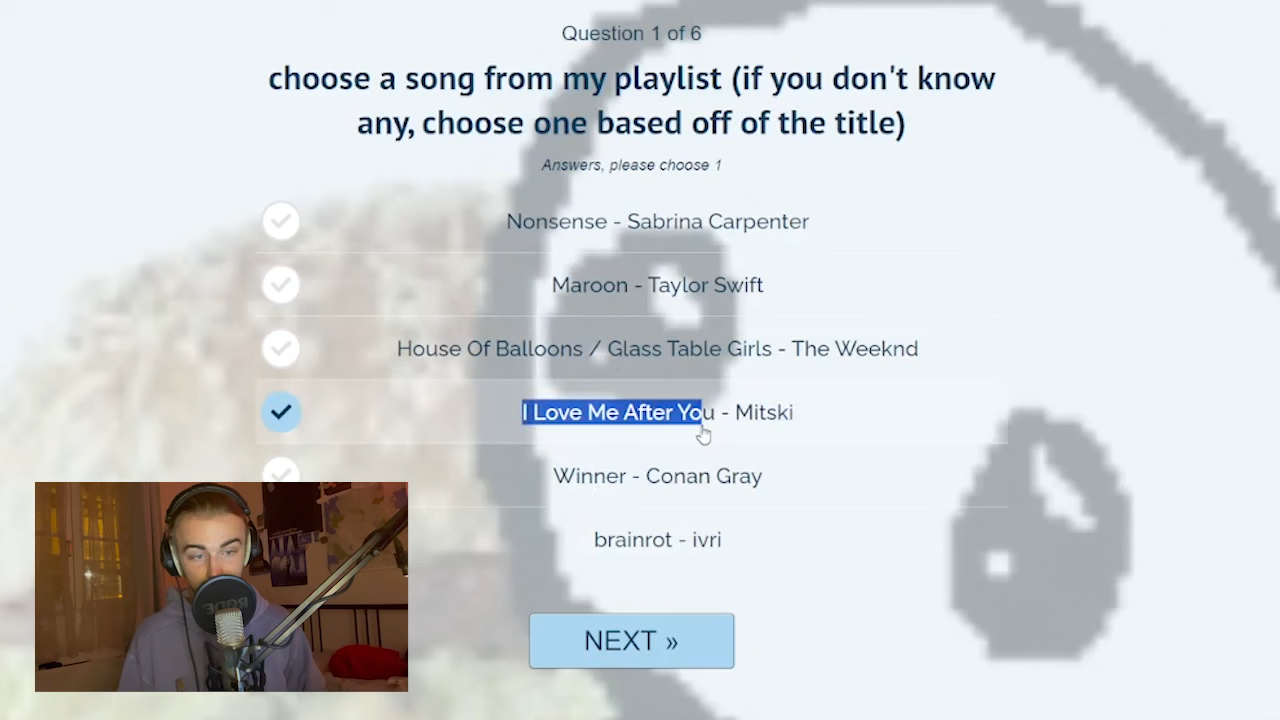 Question 1 of 6
choose a song from my playlist (if you don't know
any, choose one based off of the title)
Answers, please choose 1
Nonsense - Sabrina Carpenter
Maroon - Taylor Swift
House Of Balloons / Glass Table Girls - The Weeknd
I Love Me After You - Mitski
Winner - Conan Gray
brainrot - ivri
NEXT »
RODE